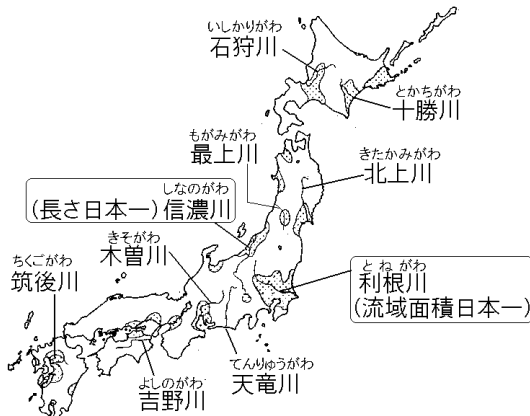 いしかりがわ
石狩川
とかちがわ
十勝川
もがみがわ
最上川
きたかみがわ
北上川
しなのがわ
(長さ日本一)信濃川
きそがわ
木曽川
ちくごがわ
筑後川
とねがわ
利根川
(流域面積日本一)
てんりゅうがわ
天竜川
よしのがわ
吉野川